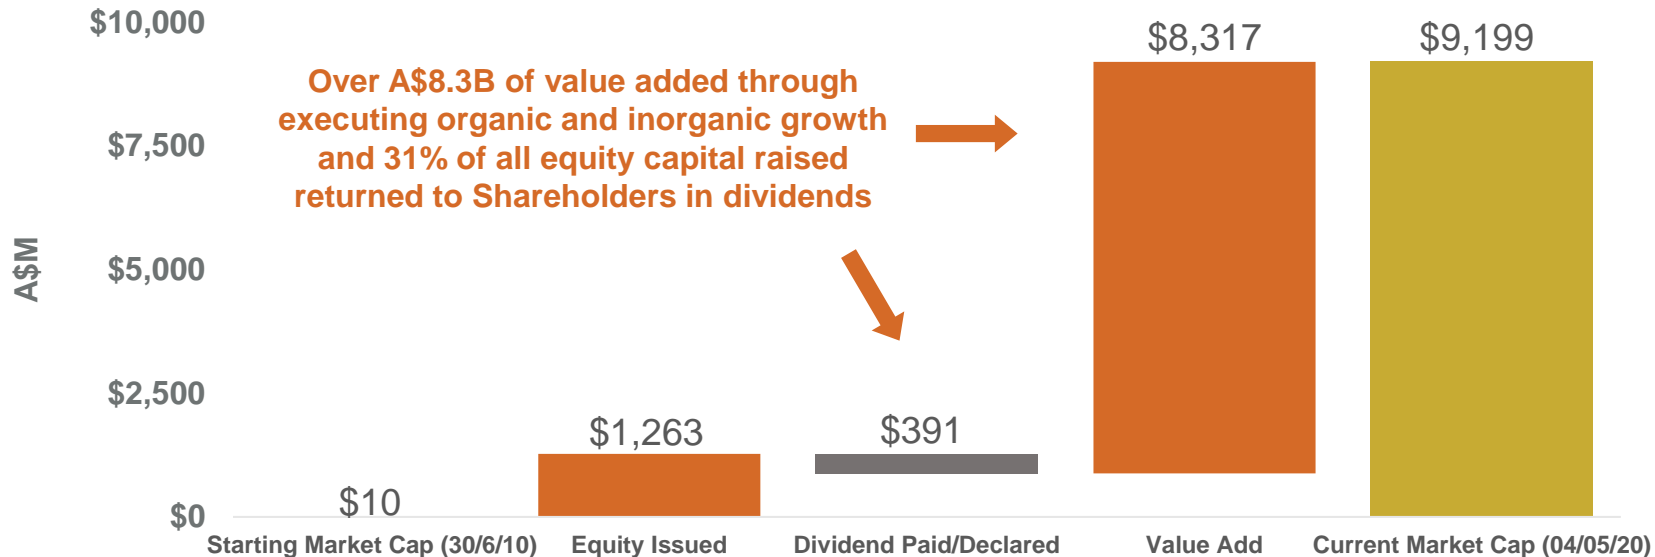 $10,000
$7,500
$5,000
$2,500
$0
A$M
Over A$8.3B of value added through
executing organic and inorganic growth
and 31% of all equity capital raised
returned to Shareholders in dividends
$10
$1,263
$391
$8,317
$9,199
Starting Market Cap (30/6/10)
Equity Issued
Dividend Paid/Declared
Value Add
Current Market Cap (04/05/20)